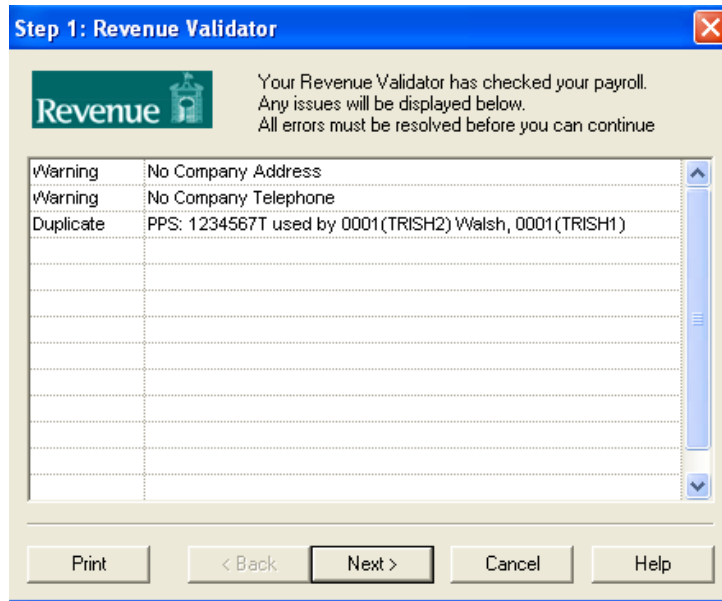 Step 1: Revenue Validator
Revenue
Your Revenue Validator has checked your payroll.
Any issues will be displayed below.
All errors must be resolved before you can continue
Warning No Company Address
Warning No Company Telephone
Duplicate PPS: 1234567T used by 0001(TRISH2) Walsh, 0001(TRISH1)
Print < Back Next > Cancel Help